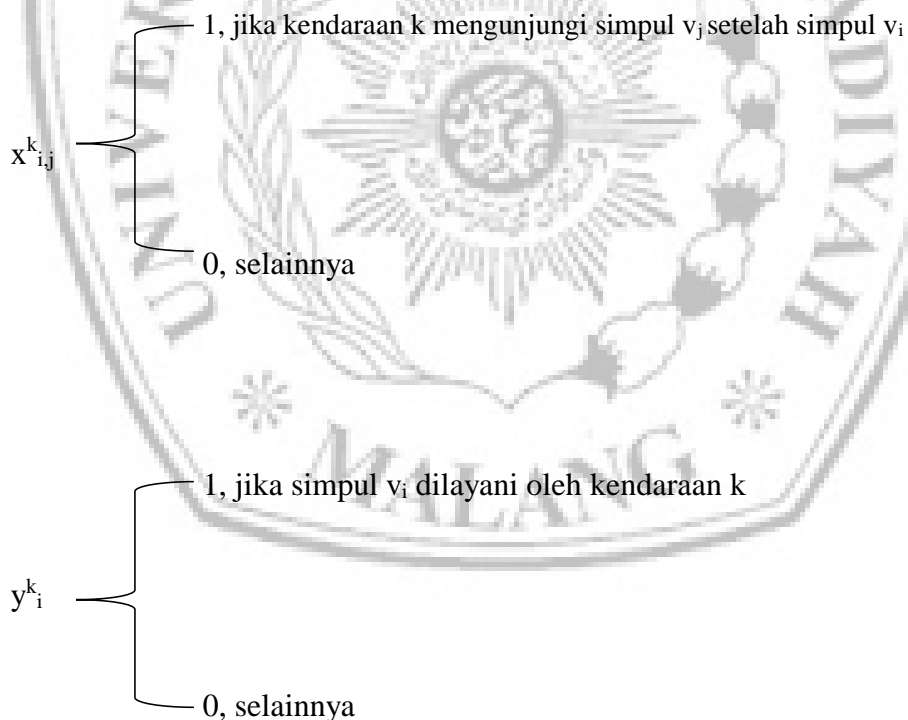 1, jika kendaraan k mengunjungi simpul vⱼ setelah simpul vᵢ
xᵏᵢ,ⱼ
0, selainnya
MALANG
1, jika simpul vᵢ dilayani oleh kendaraan k
yᵏᵢ
0, selainnya